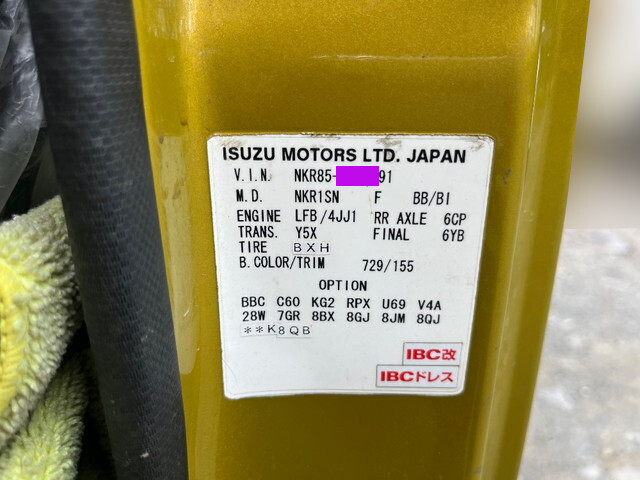 ISUZU MOTORS LTD. JAPAN
V.I.N. NKR85- 91
M.D. NKR1SN F BB/BI
ENGINE LFB/4JJ1 RR AXLE 6CP
TRANS. Y5X FINAL 6YB
TIRE BXH
B.COLOR/TRIM 729/155
OPTION
BBC C60 KG2 RPX U69 V4A
28W 7GR 8BX 8GJ 8JM 8QJ
**K8QB
IBC改
IBCドレス